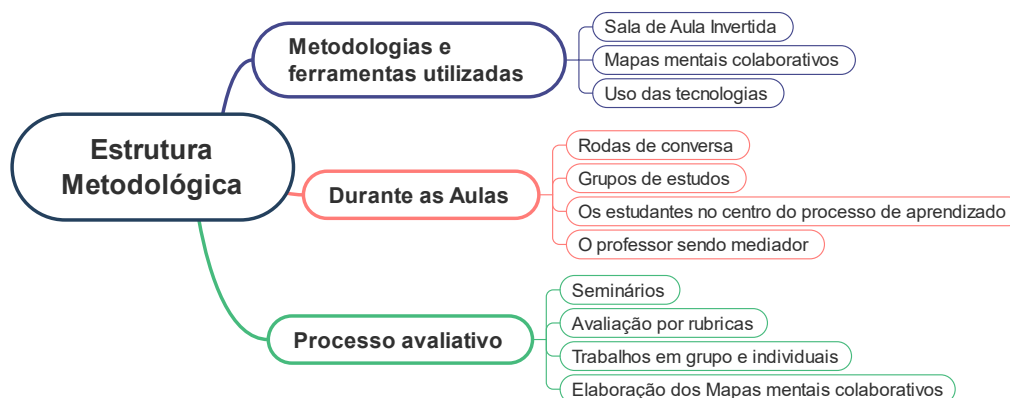 Estrutura
Metodológica
Metodologias e
ferramentas utilizadas
Sala de Aula Invertida
Mapas mentais colaborativos
Uso das tecnologias
Durante as Aulas
Rodas de conversa
Grupos de estudos
Os estudantes no centro do processo de aprendizado
O professor sendo mediador
Processo avaliativo
Seminários
Avaliação por rubricas
Trabalhos em grupo e individuais
Elaboração dos Mapas mentais colaborativos